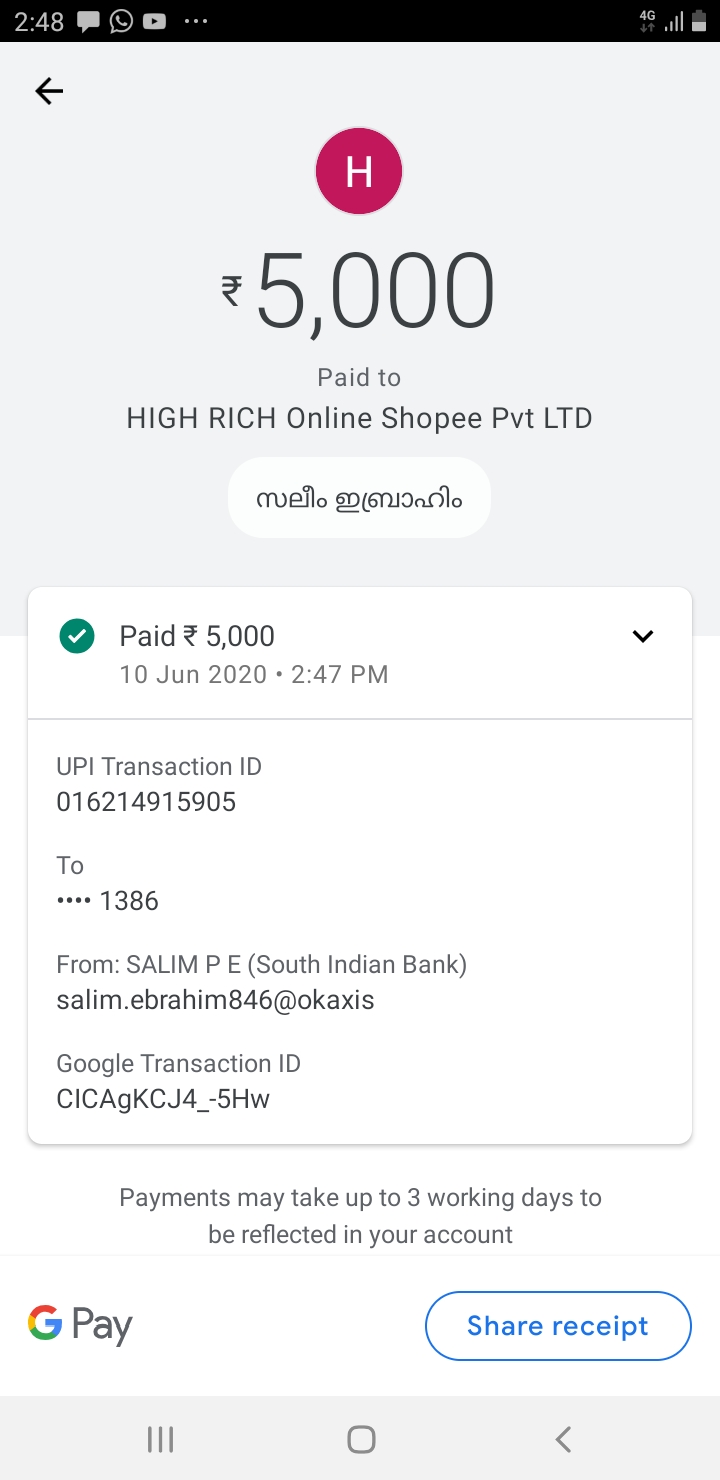 2:48
4G
H
₹5,000
Paid to
HIGH RICH Online Shopee Pvt LTD
സലീം ഇബ്രാഹിം
Paid ₹ 5,000
10 Jun 2020 • 2:47 PM
UPI Transaction ID
016214915905
To
•••• 1386
From: SALIM P E (South Indian Bank)
salim.ebrahim846@okaxis
Google Transaction ID
CICAgKCJ4_-5Hw
Payments may take up to 3 working days to
be reflected in your account
G Pay
Share receipt